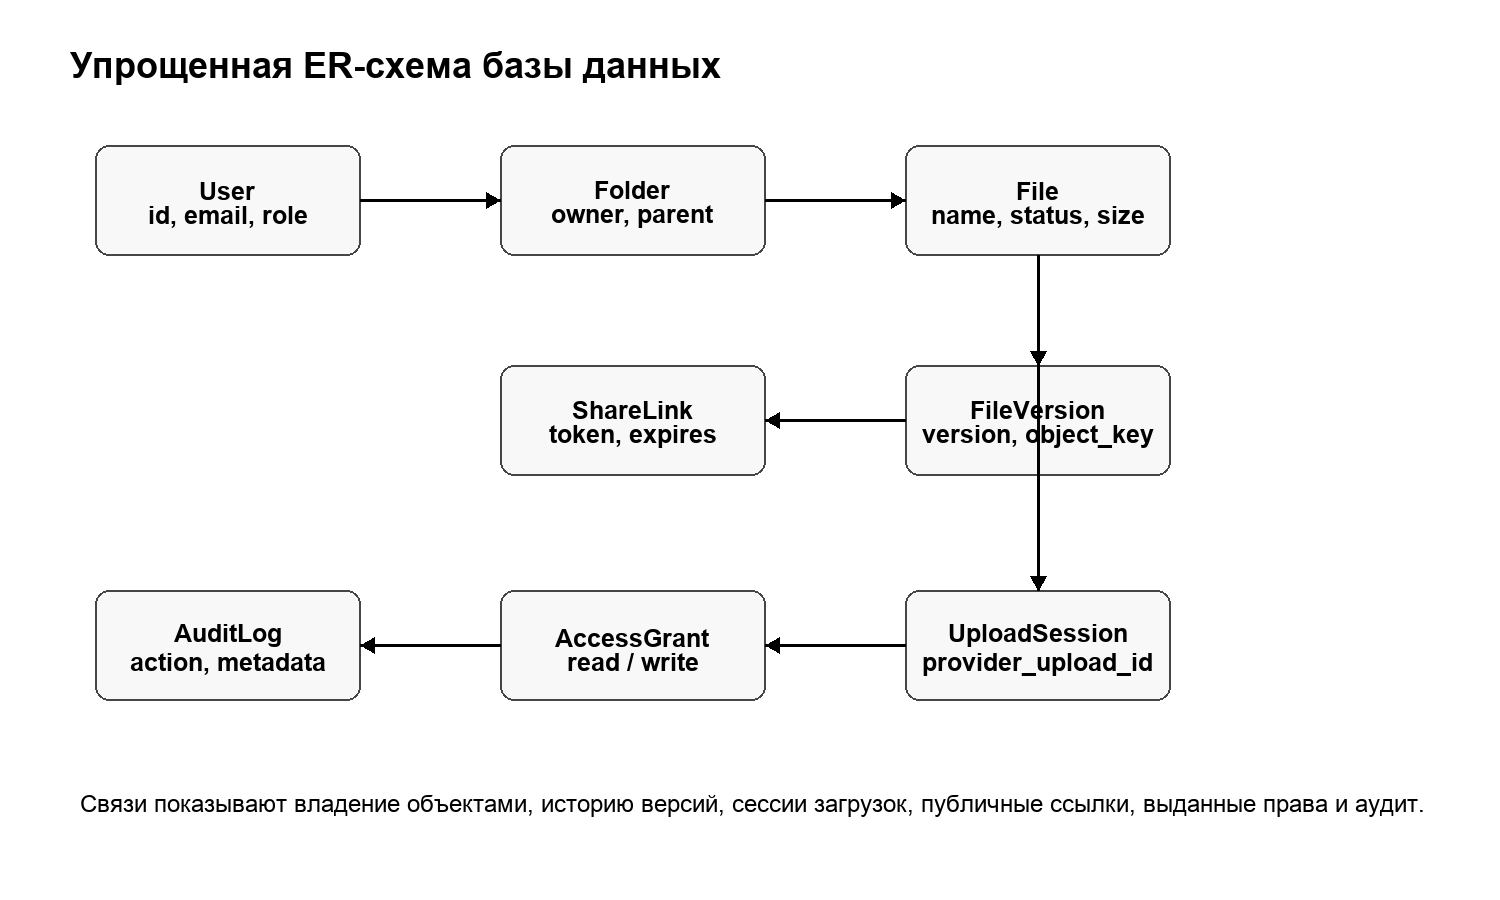 Упрощенная ER-схема базы данных
User
id, email, role
Folder
owner, parent
File
name, status, size
ShareLink
token, expires
FileVersion
version, object_key
AuditLog
action, metadata
AccessGrant
read / write
UploadSession
provider_upload_id
Связи показывают владение объектами, историю версий, сессии загрузок, публичные ссылки, выданные права и аудит.